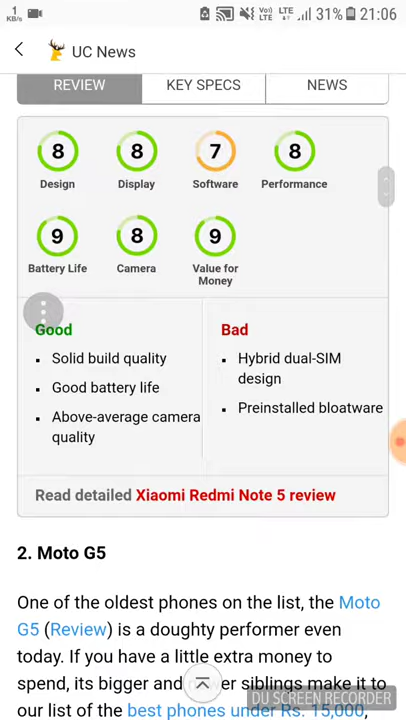 1
KB/s
Vo))
LTE
LTE
31%
21:06
UC News
REVIEW
KEY SPECS
NEWS
8
8
7
8
Design
Display
Software
Performance
9
8
9
Battery Life
Camera
Value for
Money
Good
Bad
Solid build quality
Good battery life
Above-average camera
quality
Hybrid dual-SIM
design
Preinstalled bloatware
Read detailed Xiaomi Redmi Note 5 review
2. Moto G5
One of the oldest phones on the list, the Moto
G5 (Review) is a doughty performer even
today. If you have a little extra money to
spend, its bigger and siblings make it to
our list of the best phones under Rs. 15,000,
DU SCREEN RECORDER